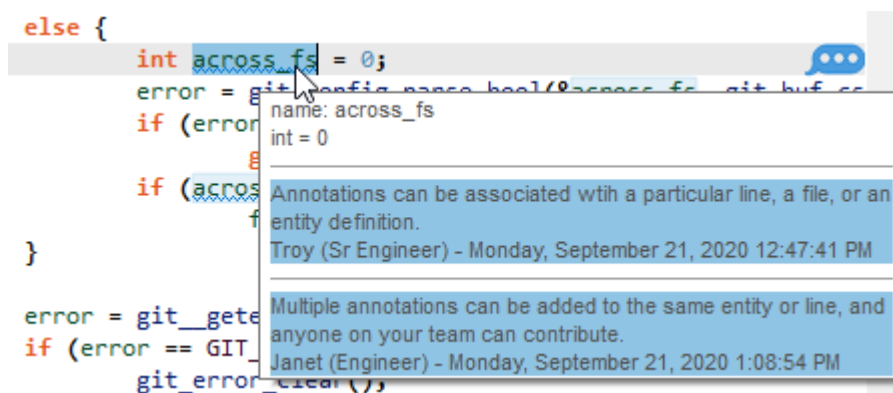 else {
int across_fs = 0;
error = git_config_parse_bool(&across_fs, git_buf_cs
name: across_fs
if (error
int = 0
g
if (acros
Annotations can be associated wtih a particular line, a file, or an
f
entity definition.
}
Troy (Sr Engineer) - Monday, September 21, 2020 12:47:41 PM
Multiple annotations can be added to the same entity or line, and
error = git__gete
anyone on your team can contribute.
if (error == GIT_
Janet (Engineer) - Monday, September 21, 2020 1:08:54 PM
git_error_clear();